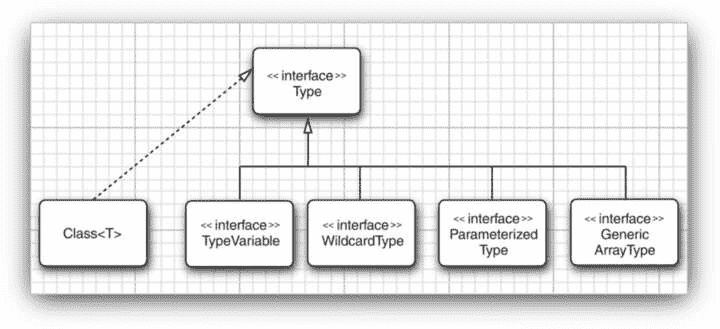 << interface >>
Type
Class<T>
<< interface >>
TypeVariable
<< interface >>
WildcardType
<< interface >>
Parameterized
Type
<< interface >>
Generic
ArrayType